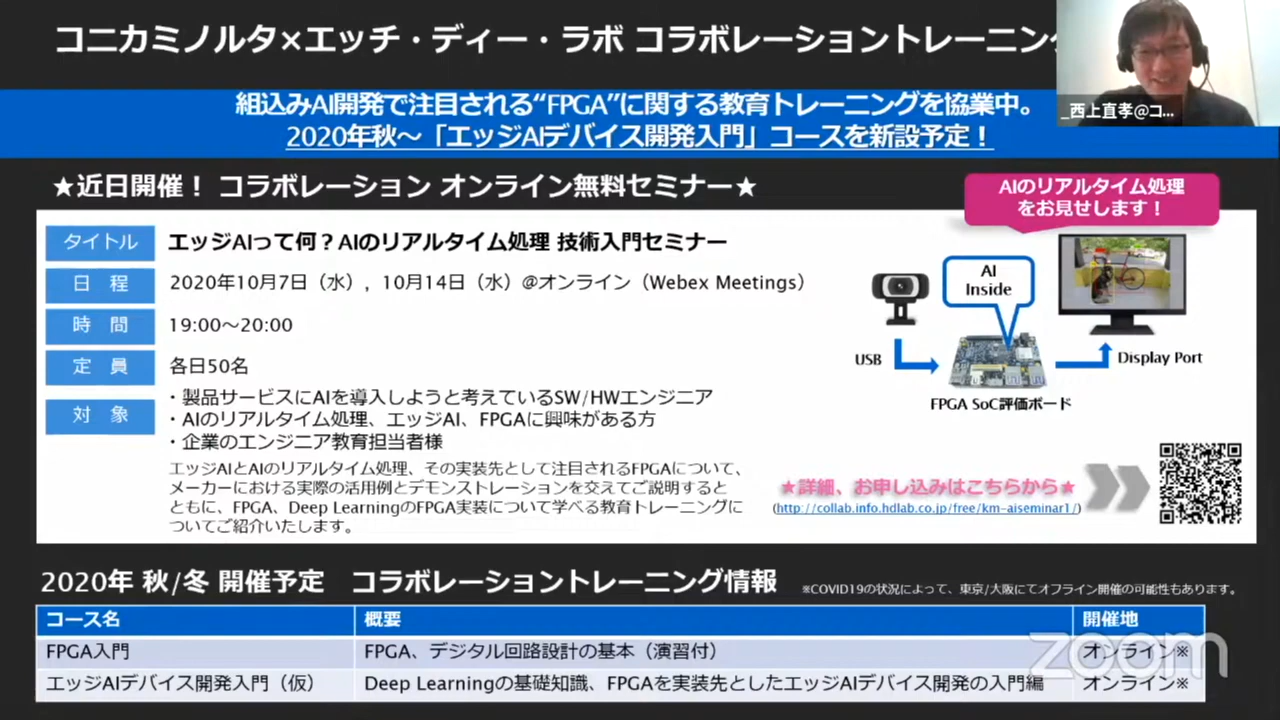 コニカミノルタ×エッチ・ディー・ラボ コラボレーショントレーニング
_西上直孝@コ...
組込みAI開発で注目される“FPGA”に関する教育トレーニングを協業中。
2020年秋～「エッジAIデバイス開発入門」コースを新設予定！
★近日開催！ コラボレーション オンライン無料セミナー★
AIのリアルタイム処理
をお見せします！
タイトル エッジAIって何？AIのリアルタイム処理 技術入門セミナー
日 程 2020年10月7日（水）, 10月14日（水）@オンライン（Webex Meetings）
時 間 19:00～20:00
定 員 各日50名
対 象 ・製品サービスにAIを導入しようと考えているSW/HWエンジニア
・AIのリアルタイム処理、エッジAI、FPGAに興味がある方
・企業のエンジニア教育担当者様
エッジAIとAIのリアルタイム処理、その実装先として注目されるFPGAについて、
メーカーにおける実際の活用例とデモンストレーションを交えてご説明すると
ともに、FPGA、Deep LearningのFPGA実装について学べる教育トレーニングに
ついてご紹介いたします。
AI
Inside
USB
Display Port
FPGA SoC評価ボード
★詳細、お申し込みはこちらから★
(http://collab.info.hdlab.co.jp/free/km-aiseminar1/)
2020年 秋/冬 開催予定 コラボレーショントレーニング情報
※COVID19の状況によって、東京/大阪にてオフライン開催の可能性もあります。
コース名 概要 開催地
FPGA入門 FPGA、デジタル回路設計の基本（演習付） オンライン※
エッジAIデバイス開発入門（仮） Deep Learningの基礎知識、FPGAを実装先としたエッジAIデバイス開発の入門編 オンライン※
zoom